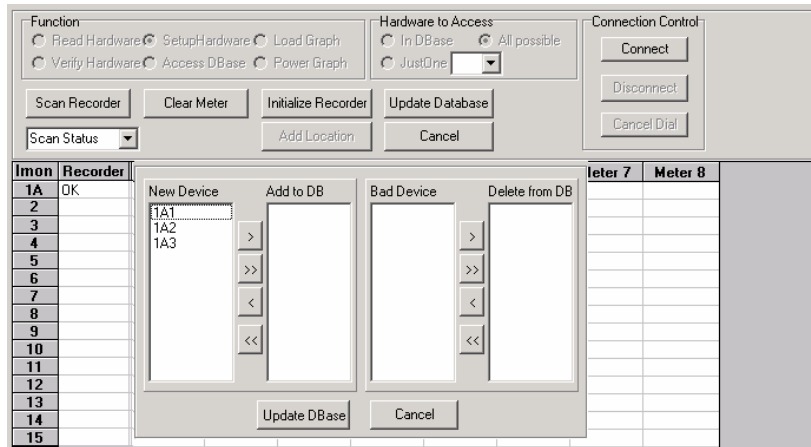 Function
Read Hardware SetupHardware Load Graph
Verify Hardware Access DBase Power Graph
Hardware to Access
In DBase All possible
JustOne
Connection Control
Connect
Disconnect
Cancel Dial
Scan Recorder Clear Meter Initialize Recorder Update Database
Scan Status Add Location Cancel
Imon Recorder Meter 7 Meter 8
1A OK
2
3
4
5
6
7
8
9
10
11
12
13
14
15
New Device Add to DB Bad Device Delete from DB
1A1
1A2
1A3
> >
>> >>
< <
<< <<
Update DBase Cancel